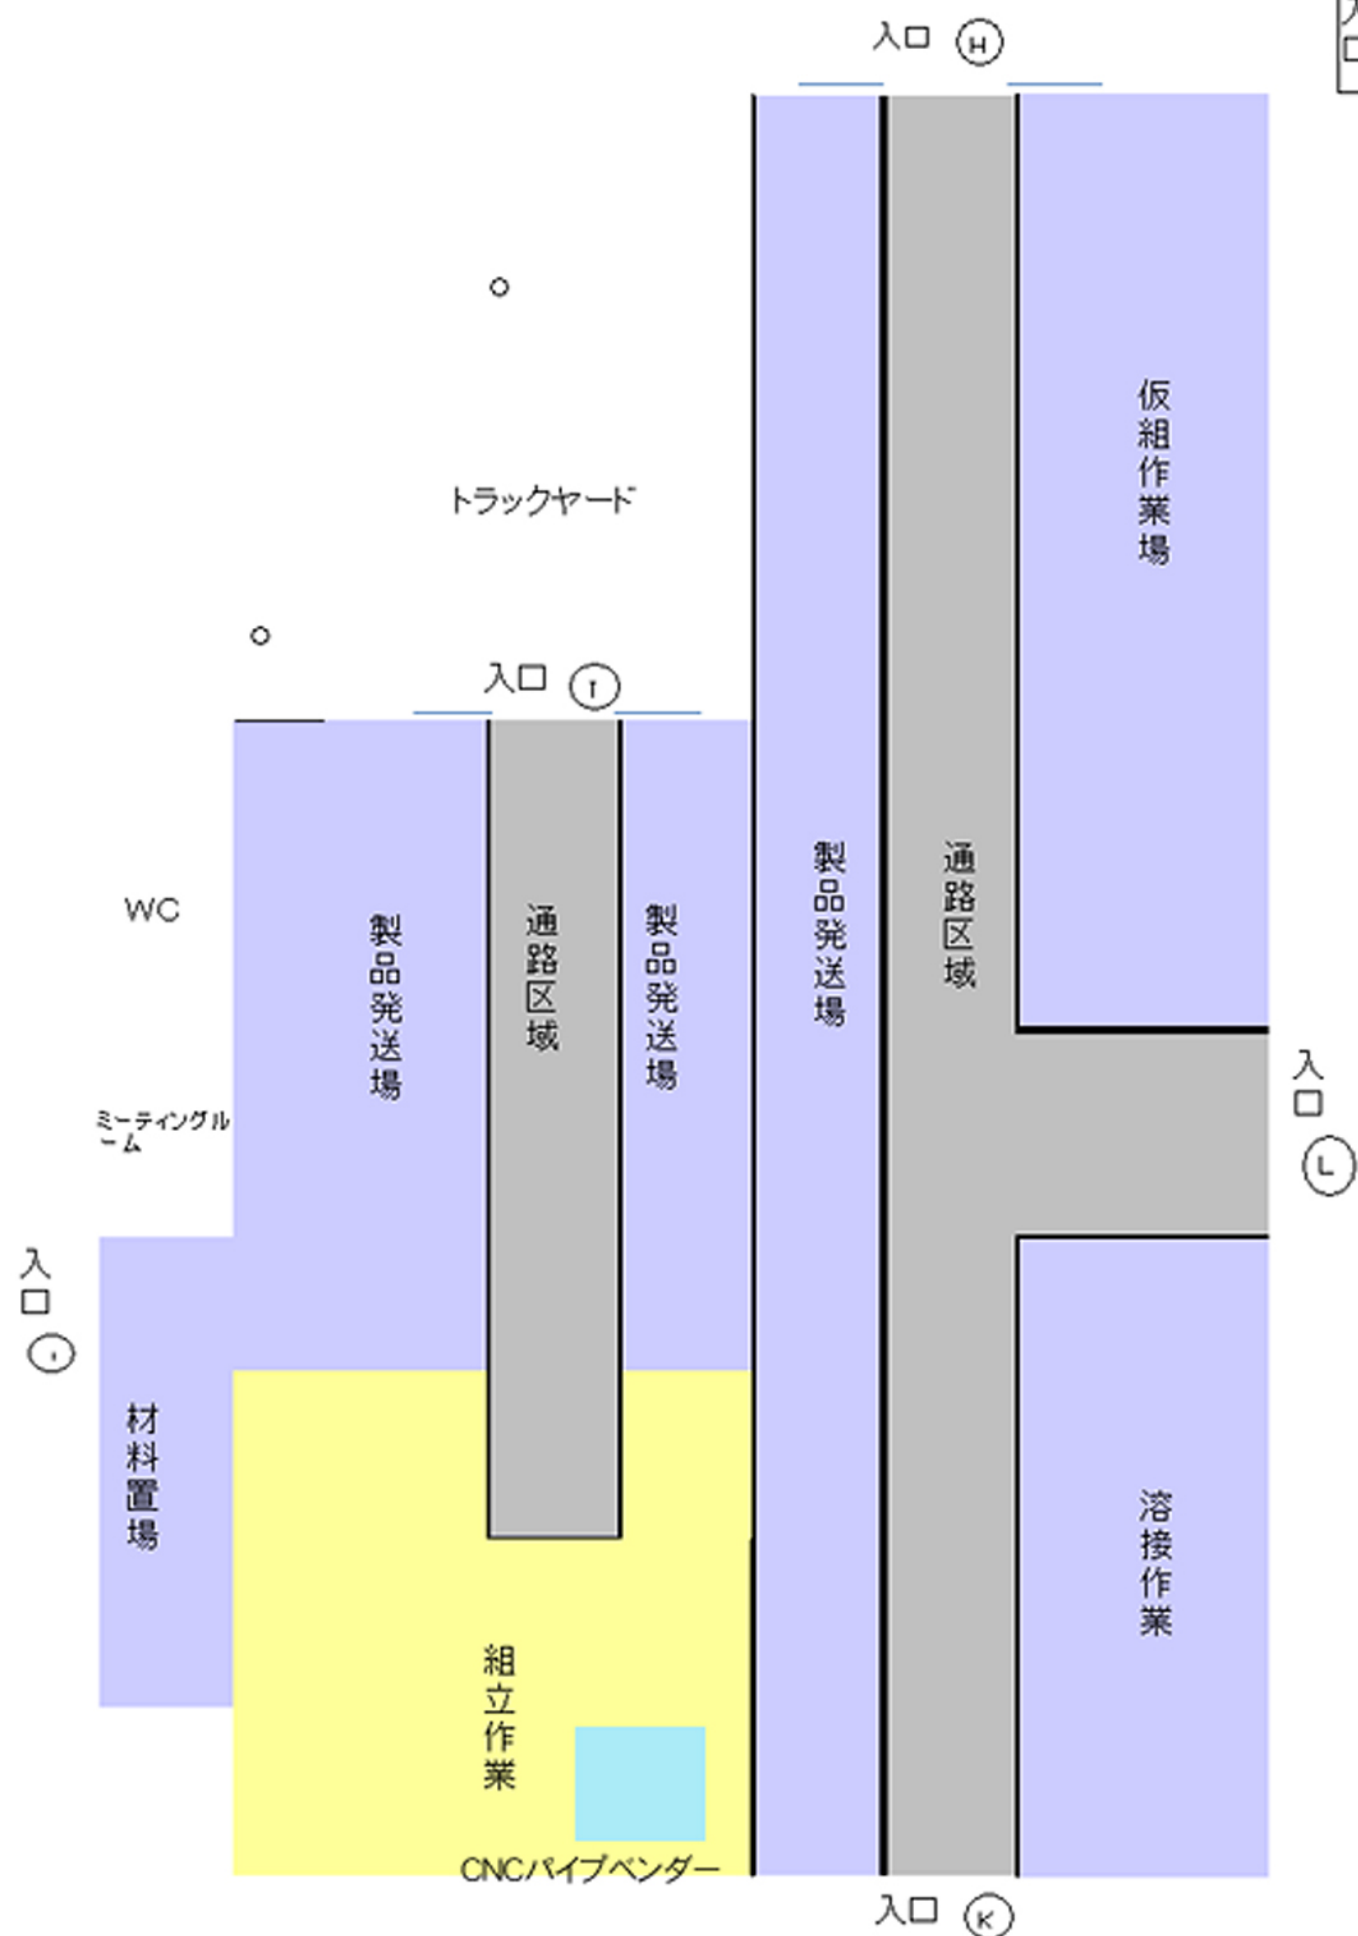 入口 H
入口
トラックヤード
入口 I
仮組作業場
製品発送場
通路区域
製品発送場
通路区域
製品発送場
WC
ミーティングル
ーム
入口 L
入口
材料置場
溶接作業
組立作業
CNCパイプベンダー
入口 K